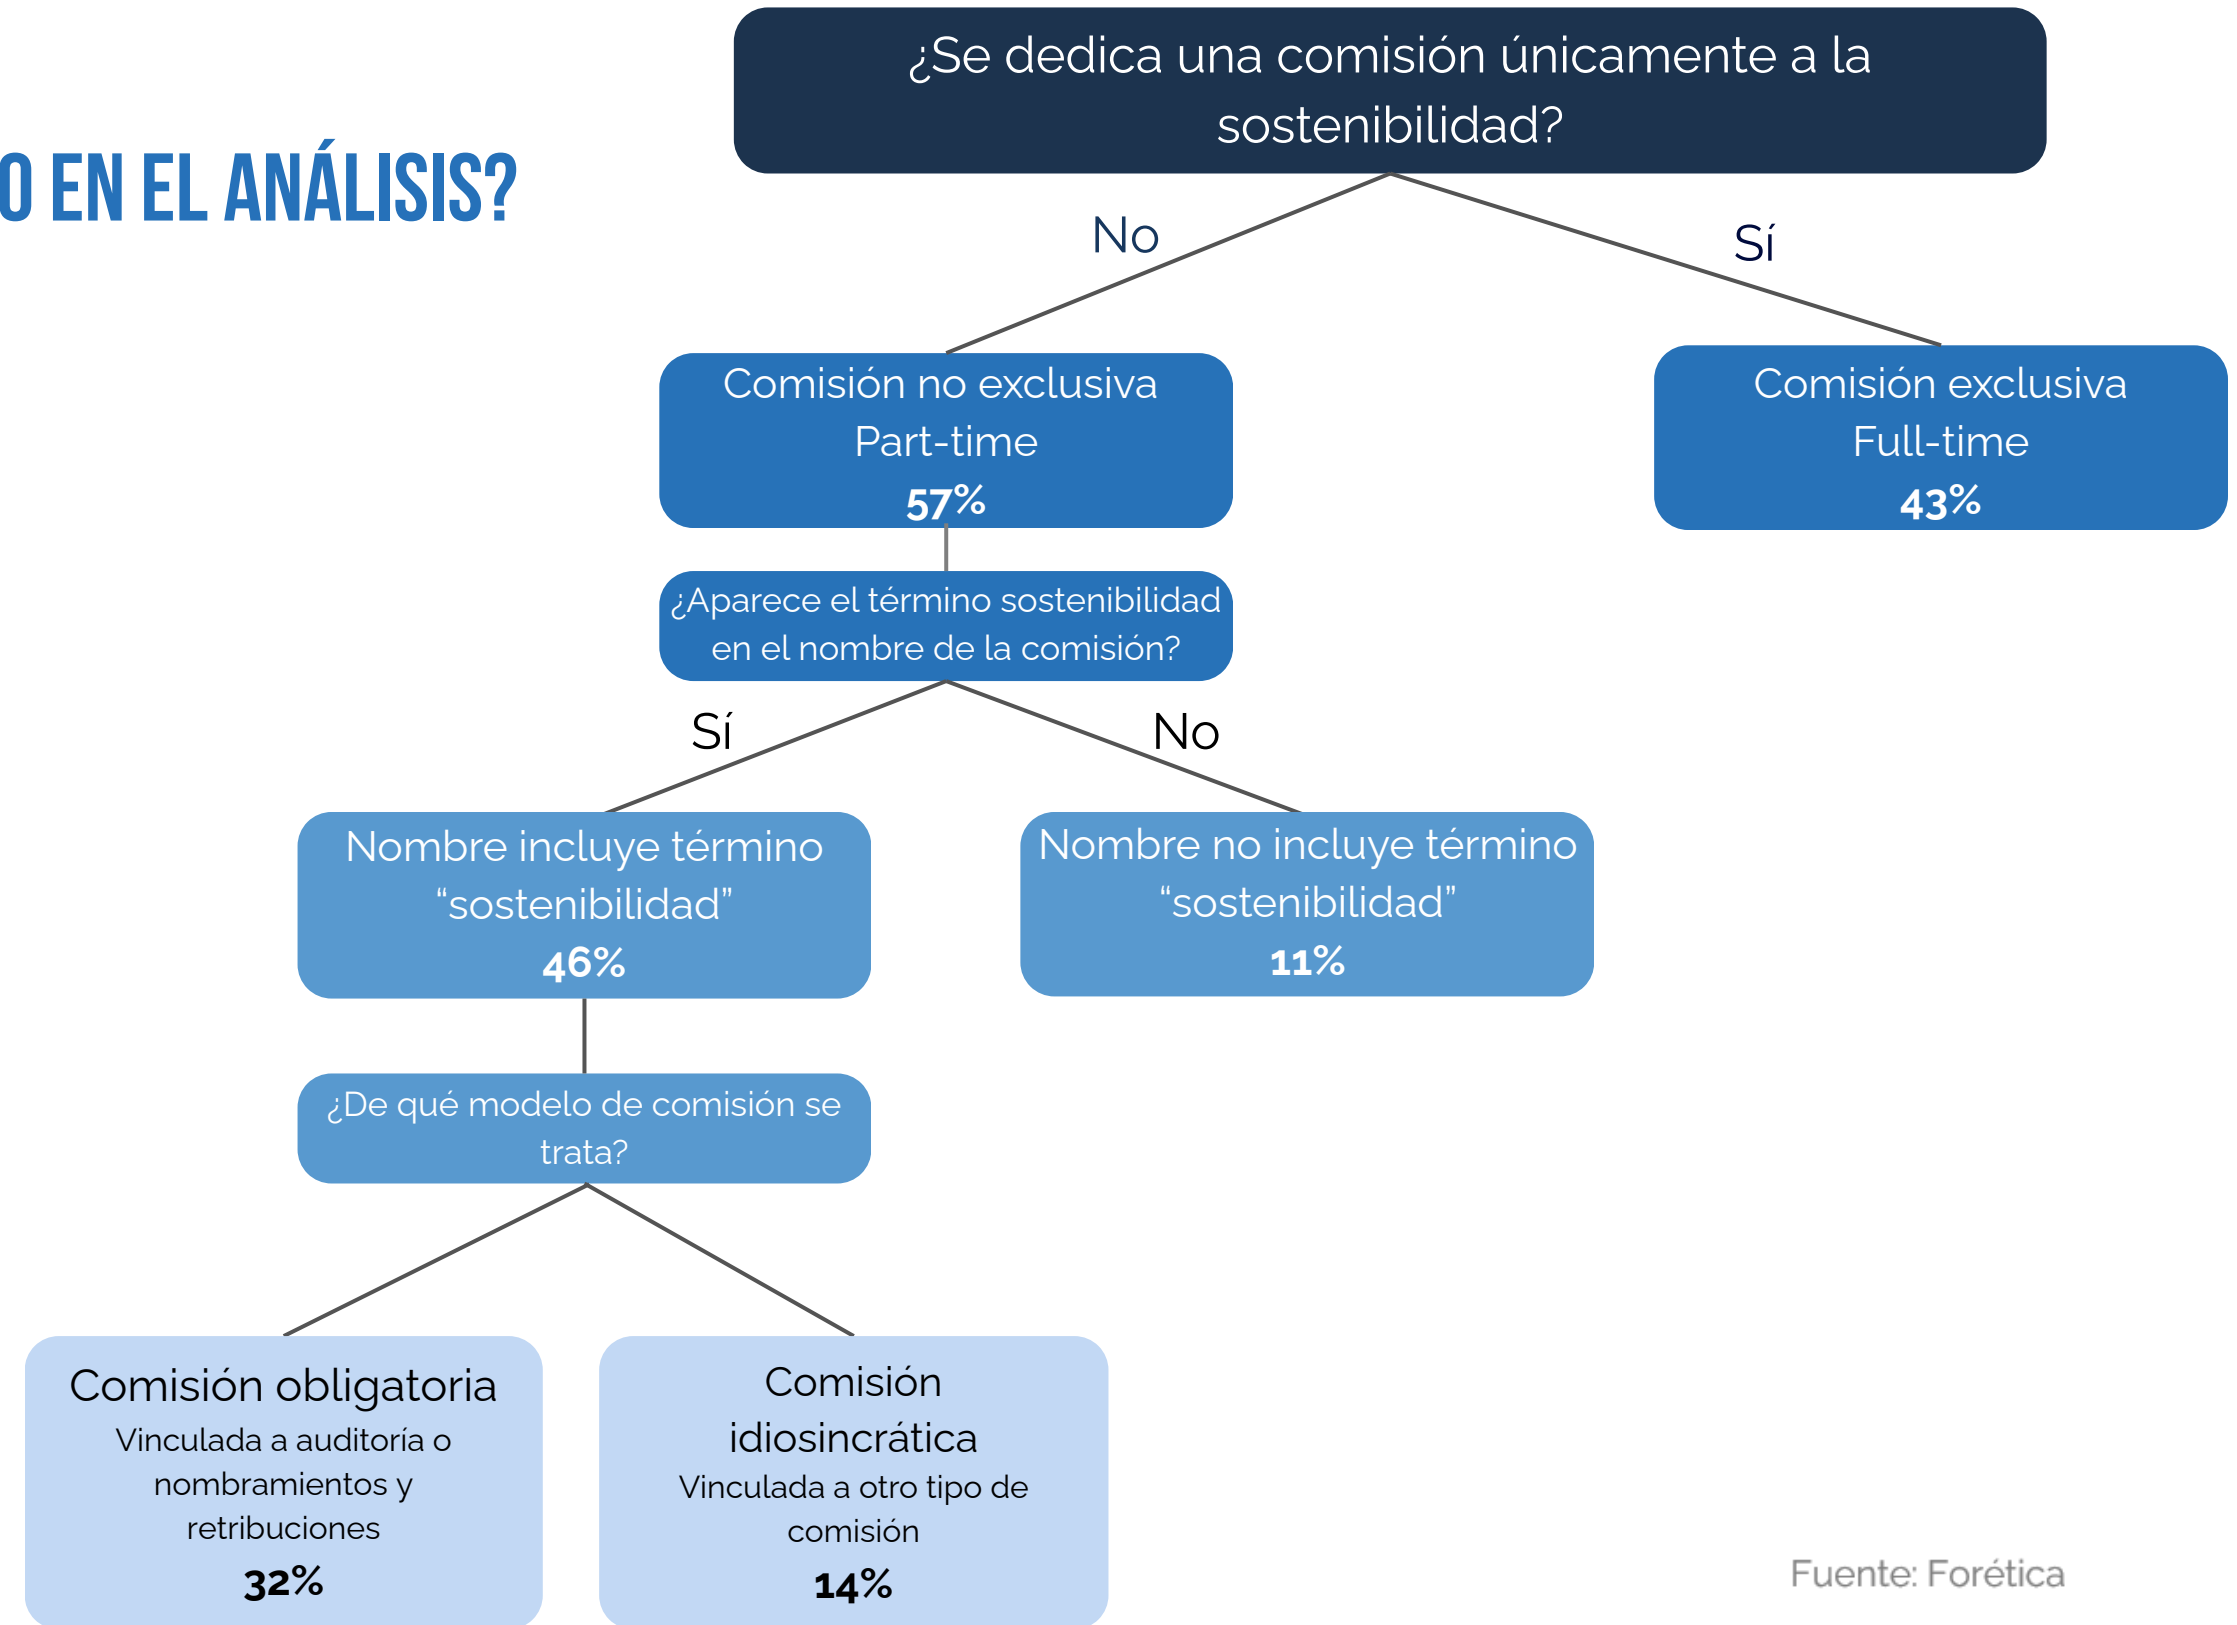 ¿Se dedica una comisión únicamente a la
sostenibilidad?
O EN EL ANÁLISIS?
No
Sí
Comisión no exclusiva
Part-time
57%
Comisión exclusiva
Full-time
43%
¿Aparece el término sostenibilidad
en el nombre de la comisión?
Sí
No
Nombre incluye término
“sostenibilidad”
46%
Nombre no incluye término
“sostenibilidad”
11%
¿De qué modelo de comisión se
trata?
Comisión obligatoria
Vinculada a auditoría o
nombramientos y
retribuciones
32%
Comisión
idiosincrática
Vinculada a otro tipo de
comisión
14%
Fuente: Forética